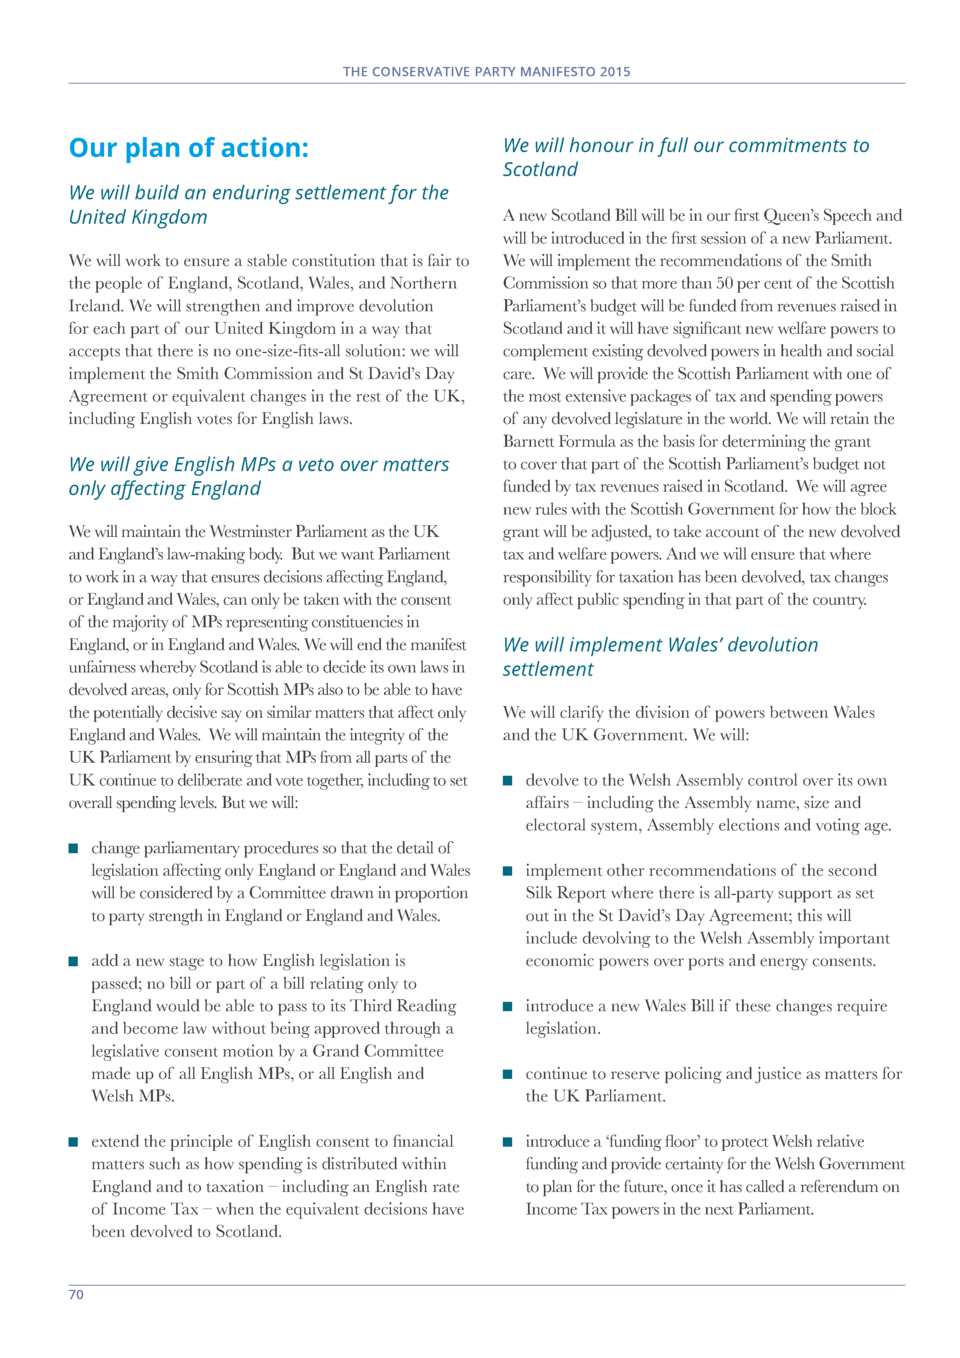 THE CONSERVATIVE PARTY MANIFESTO 2015
Our plan of action:
We will build an enduring settlement for the
United Kingdom
We will work to ensure a stable constitution that is fair to
the people of England, Scotland, Wales, and Northern
Ireland. We will strengthen and improve devolution
for each part of our United Kingdom in a way that
accepts that there is no one-size-fits-all solution: we will
implement the Smith Commission and St David’s Day
Agreement or equivalent changes in the rest of the UK,
including English votes for English laws.
We will give English MPs a veto over matters
only affecting England
We will maintain the Westminster Parliament as the UK
and England’s law-making body.  But we want Parliament
to work in a way that ensures decisions affecting England,
or England and Wales, can only be taken with the consent
of the majority of MPs representing constituencies in
England, or in England and Wales. We will end the manifest
unfairness whereby Scotland is able to decide its own laws in
devolved areas, only for Scottish MPs also to be able to have
the potentially decisive say on similar matters that affect only
England and Wales.  We will maintain the integrity of the
UK Parliament by ensuring that MPs from all parts of the
UK continue to deliberate and vote together, including to set
overall spending levels. But we will:
■ change parliamentary procedures so that the detail of
legislation affecting only England or England and Wales
will be considered by a Committee drawn in proportion
to party strength in England or England and Wales.
■ add a new stage to how English legislation is
passed; no bill or part of a bill relating only to
England would be able to pass to its Third Reading
and become law without being approved through a
legislative consent motion by a Grand Committee
made up of all English MPs, or all English and
Welsh MPs.
■ extend the principle of English consent to financial
matters such as how spending is distributed within
England and to taxation – including an English rate
of Income Tax – when the equivalent decisions have
been devolved to Scotland.
We will honour in full our commitments to
Scotland
A new Scotland Bill will be in our first Queen’s Speech and
will be introduced in the first session of a new Parliament.
We will implement the recommendations of the Smith
Commission so that more than 50 per cent of the Scottish
Parliament’s budget will be funded from revenues raised in
Scotland and it will have significant new welfare powers to
complement existing devolved powers in health and social
care.  We will provide the Scottish Parliament with one of
the most extensive packages of tax and spending powers
of any devolved legislature in the world. We will retain the
Barnett Formula as the basis for determining the grant
to cover that part of the Scottish Parliament’s budget not
funded by tax revenues raised in Scotland.  We will agree
new rules with the Scottish Government for how the block
grant will be adjusted, to take account of the new devolved
tax and welfare powers. And we will ensure that where
responsibility for taxation has been devolved, tax changes
only affect public spending in that part of the country.
We will implement Wales’ devolution
settlement
We will clarify the division of powers between Wales
and the UK Government. We will:
■ devolve to the Welsh Assembly control over its own
affairs – including the Assembly name, size and
electoral system, Assembly elections and voting age.
■ implement other recommendations of the second
Silk Report where there is all-party support as set
out in the St David’s Day Agreement; this will
include devolving to the Welsh Assembly important
economic powers over ports and energy consents.
■ introduce a new Wales Bill if these changes require
legislation.
■ continue to reserve policing and justice as matters for
the UK Parliament.
■ introduce a ‘funding floor’ to protect Welsh relative
funding and provide certainty for the Welsh Government
to plan for the future, once it has called a referendum on
Income Tax powers in the next Parliament.
70